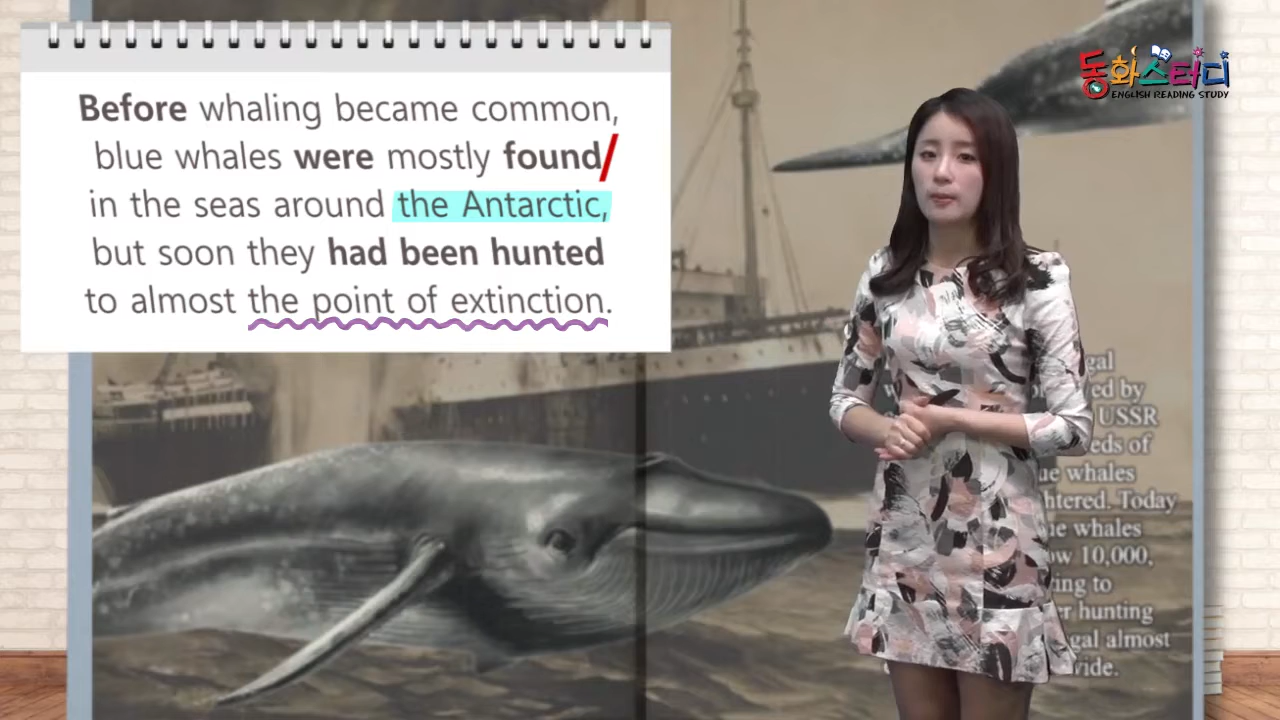 Before whaling became common,
blue whales were mostly found/
in the seas around the Antarctic,
but soon they had been hunted
to almost the point of extinction.
동화스터디
ENGLISH READING STUDY
USSR
whales
Today
whales
10,000,
to
hunting
almost